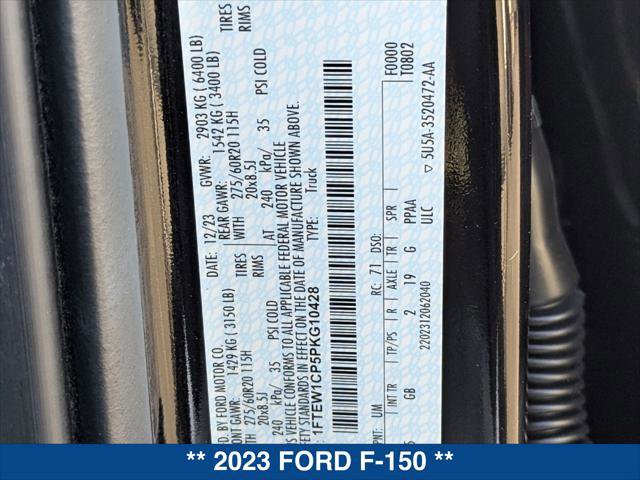 BY FORD MOTOR CO. DATE: 12/23 GVWR: 2903 KG ( 6400 LB)
GAWR: 1429 KG ( 3150 LB) REAR GAWR: 1542 KG ( 3400 LB)
275/60R20 115H TIRES WITH 275/60R20 115H TIRES
20x8.5J RIMS 20x8.5J RIMS
240 kPa/ 35 PSI COLD AT 240 kPa/ 35 PSI COLD
VEHICLE CONFORMS TO ALL APPLICABLE FEDERAL MOTOR VEHICLE
STANDARDS IN EFFECT ON THE DATE OF MANUFACTURE SHOWN ABOVE.
1FTEW1CP5PKG10428 TYPE: Truck
F0000
T0802
UM RC: 71 DSO:
INT TR TP/PS R AXLE TR SPR
GB 2 19 G PPAA
2202312062040 ULC
5U5A-3520472-AA
** 2023 FORD F-150 **